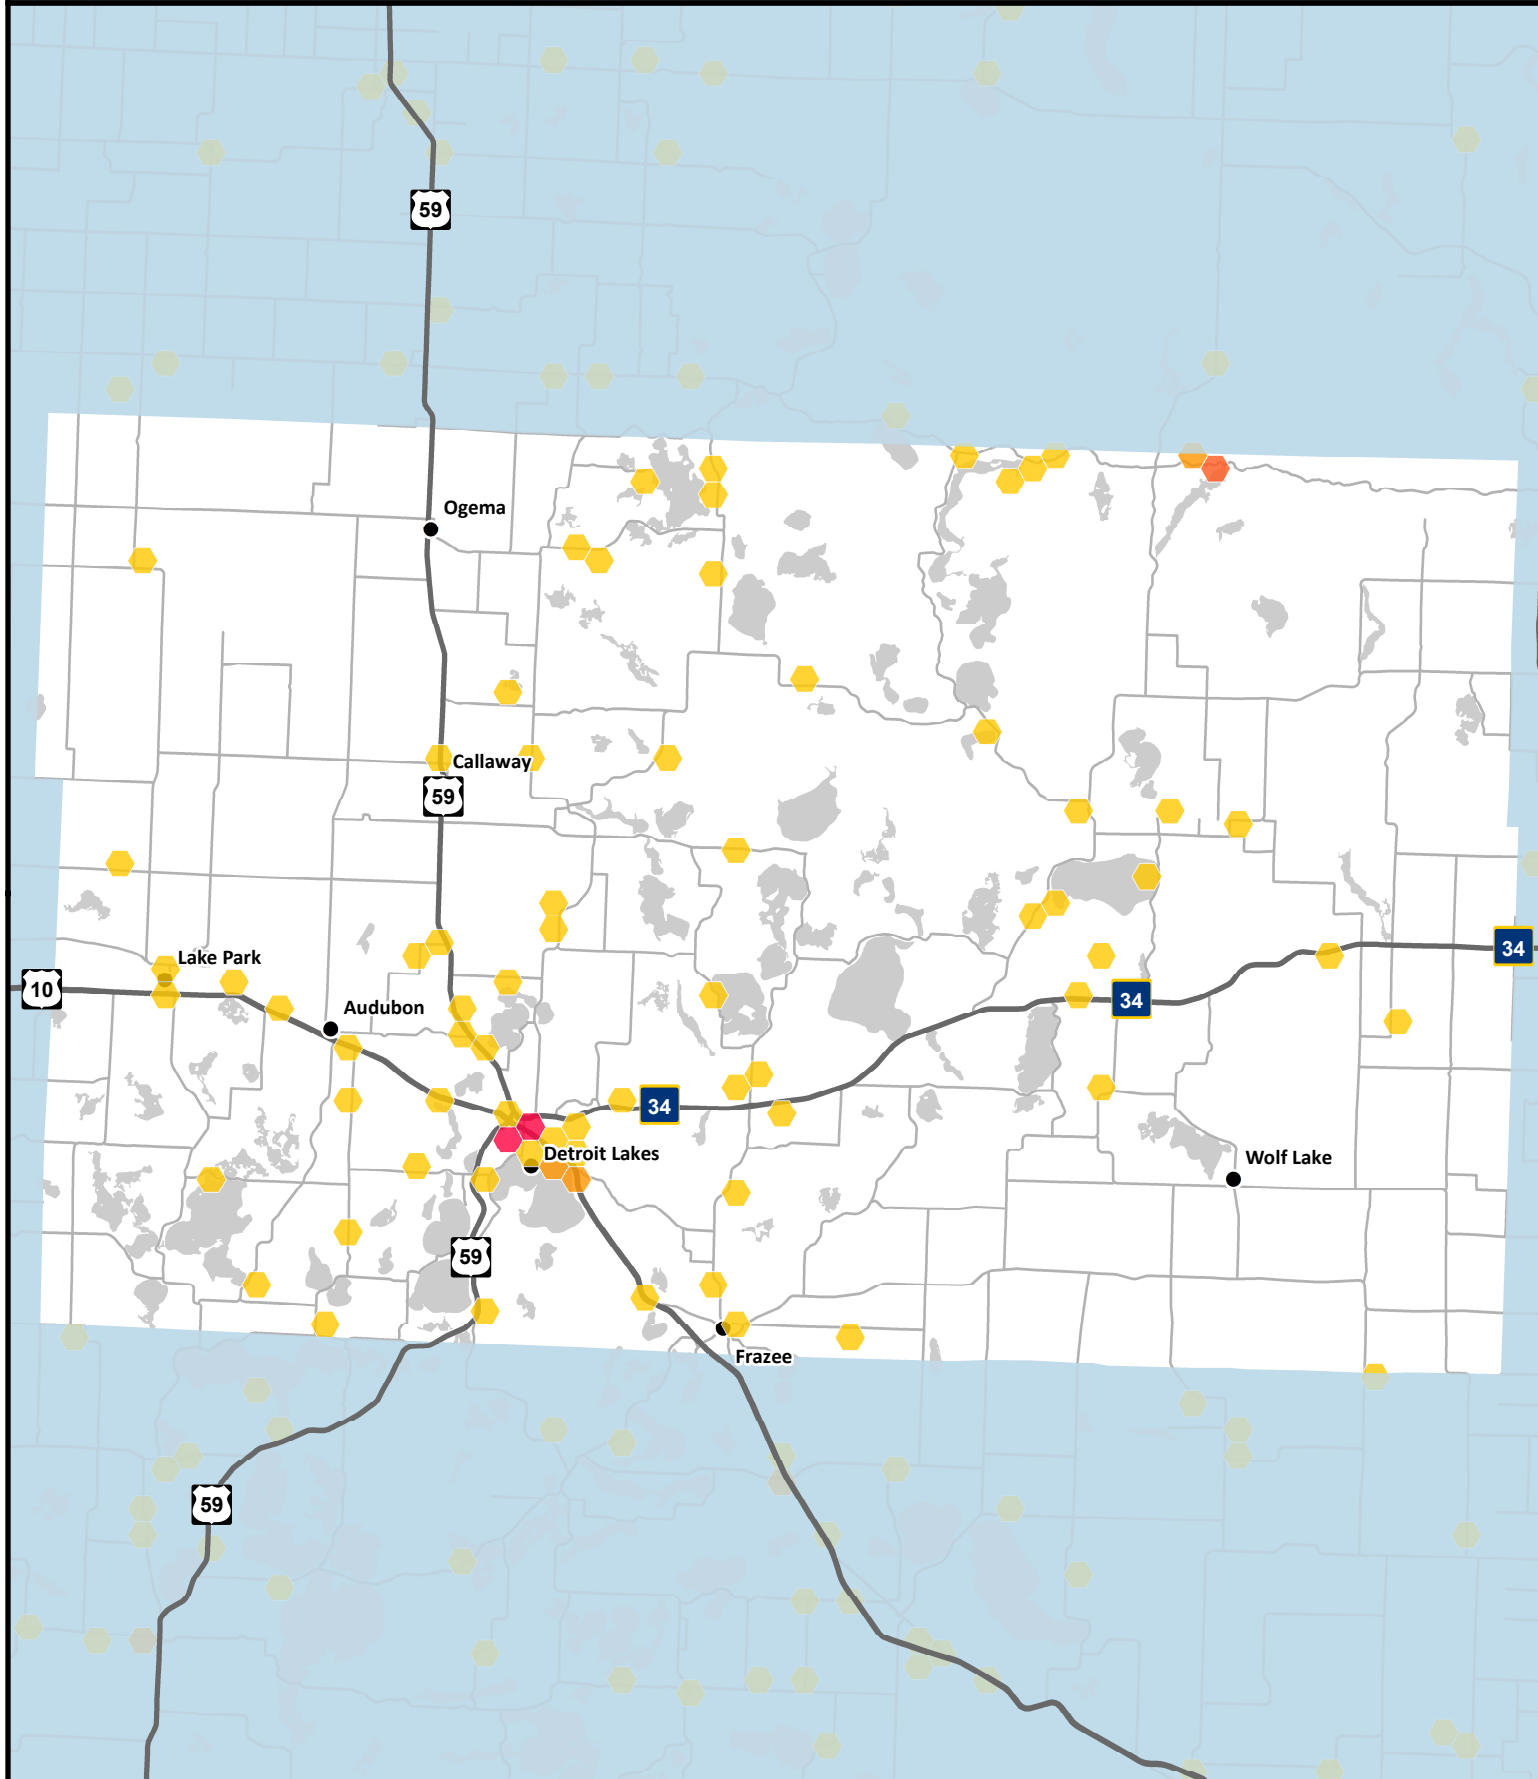 59
Ogema
Callaway
59
34
Lake Park
10
34
Audubon
34
Detroit Lakes
Wolf Lake
59
Frazee
59